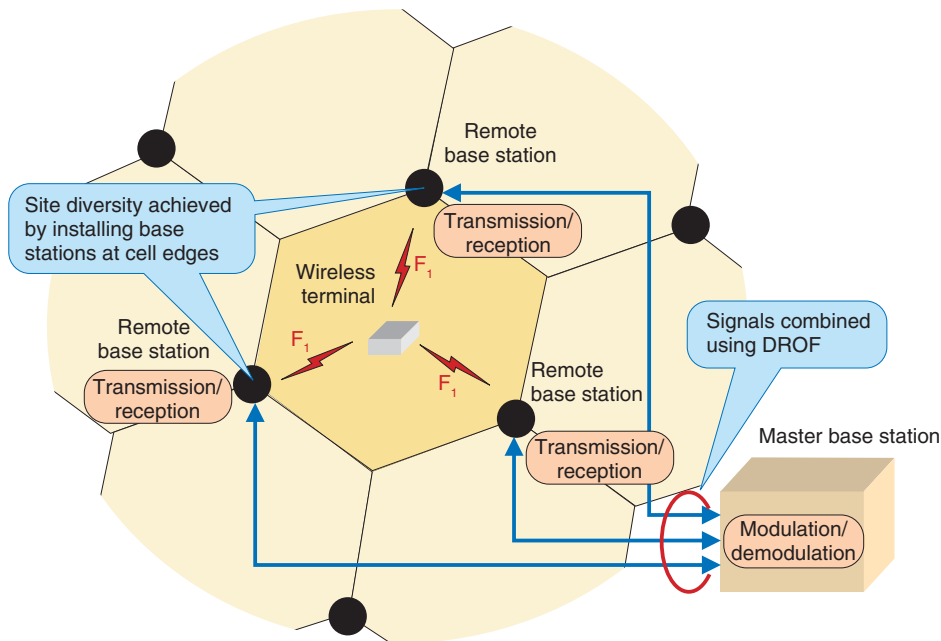 Remote
base station
Site diversity achieved
by installing base
stations at cell edges
Transmission/
reception
Wireless
terminal
F₁
Remote
base station
F₁
Signals combined
using DROF
Transmission/
reception
F₁
Remote
base station
Transmission/
reception
Master base station
Modulation/
demodulation